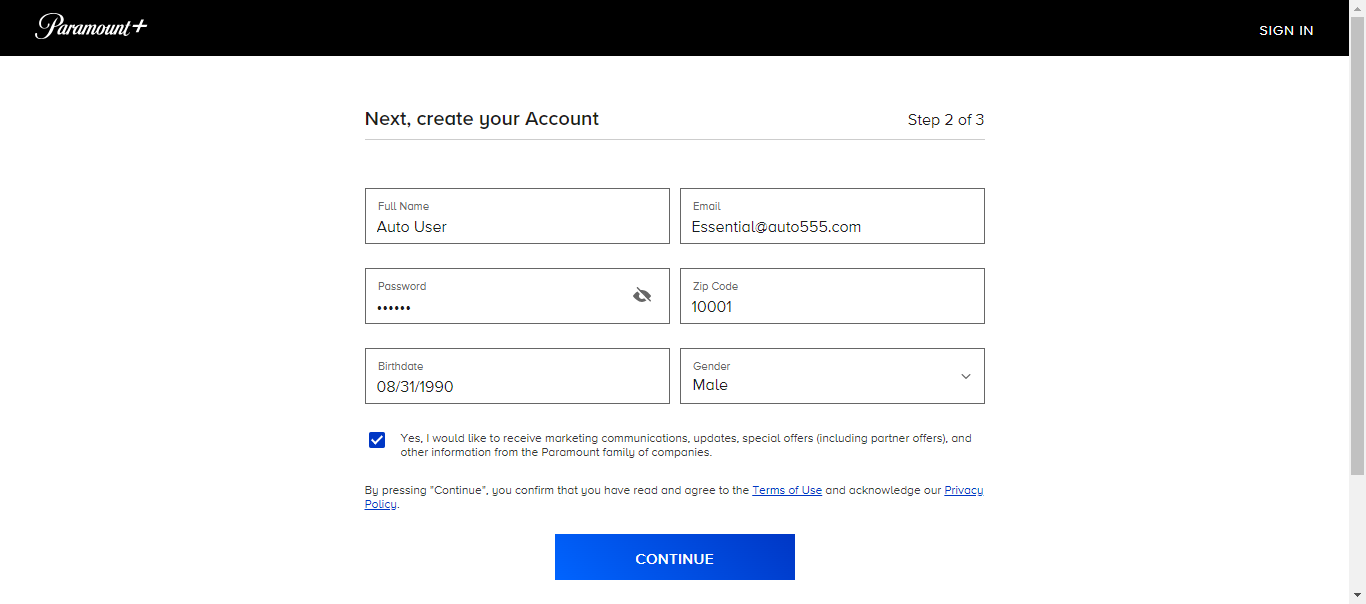 Paramount+
SIGN IN
Next, create your Account
Step 2 of 3
Full Name
Auto User
Email
Essential@auto555.com
Password
••••••
Zip Code
10001
Birthdate
08/31/1990
Gender
Male
Yes, I would like to receive marketing communications, updates, special offers (including partner offers), and
other information from the Paramount family of companies.
By pressing "Continue", you confirm that you have read and agree to the Terms of Use and acknowledge our Privacy
Policy.
CONTINUE